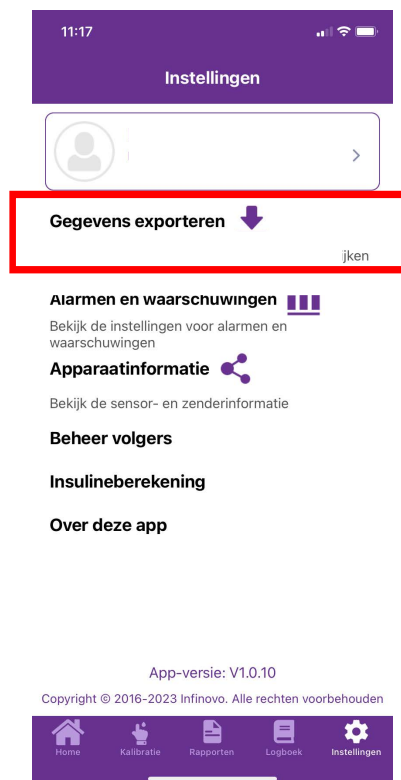 11:17
Instellingen
Gegevens exporteren
jken
Alarmen en waarschuwingen
Bekijk de instellingen voor alarmen en
waarschuwingen
Apparaatinformatie
Bekijk de sensor- en zenderinformatie
Beheer volgers
Insulineberekening
Over deze app
App-versie: V1.0.10
Copyright © 2016-2023 Infinovo. Alle rechten voorbehouden
Home Kalibratie Rapporten Logboek Instellingen